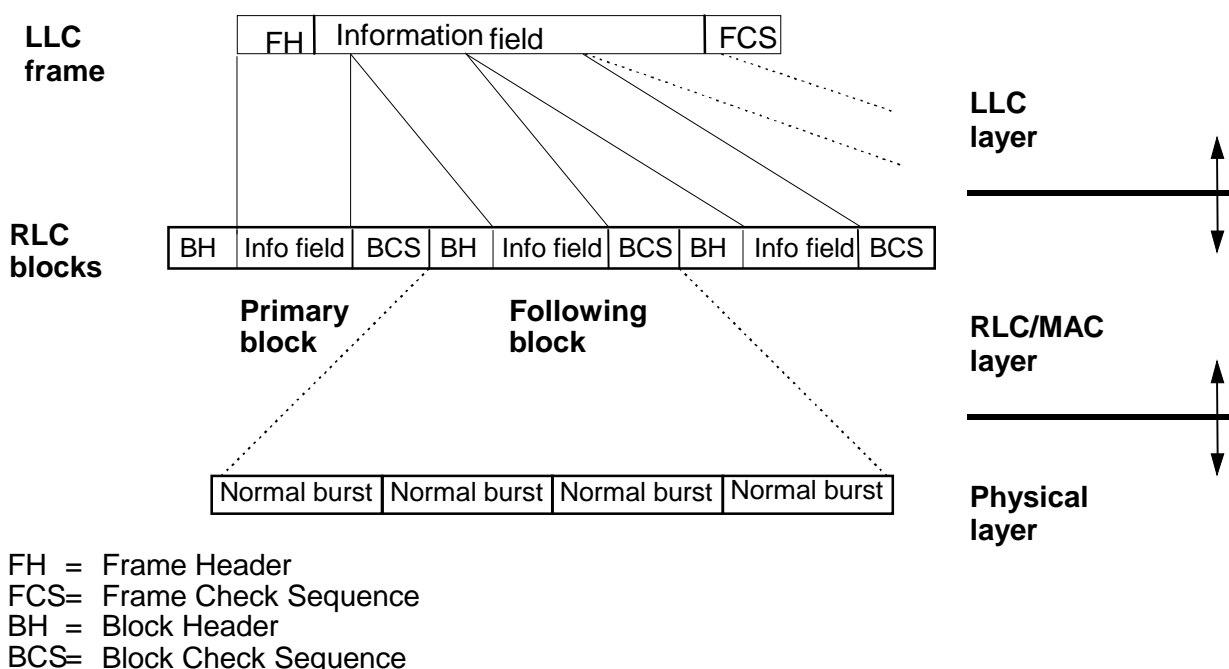 LLC
frame
FH Information field FCS
LLC
layer
RLC
blocks
BH Info field BCS BH Info field BCS BH Info field BCS
Primary
block
Following
block
RLC/MAC
layer
Normal burst Normal burst Normal burst Normal burst
Physical
layer
FH = Frame Header
FCS= Frame Check Sequence
BH = Block Header
BCS= Block Check Sequence